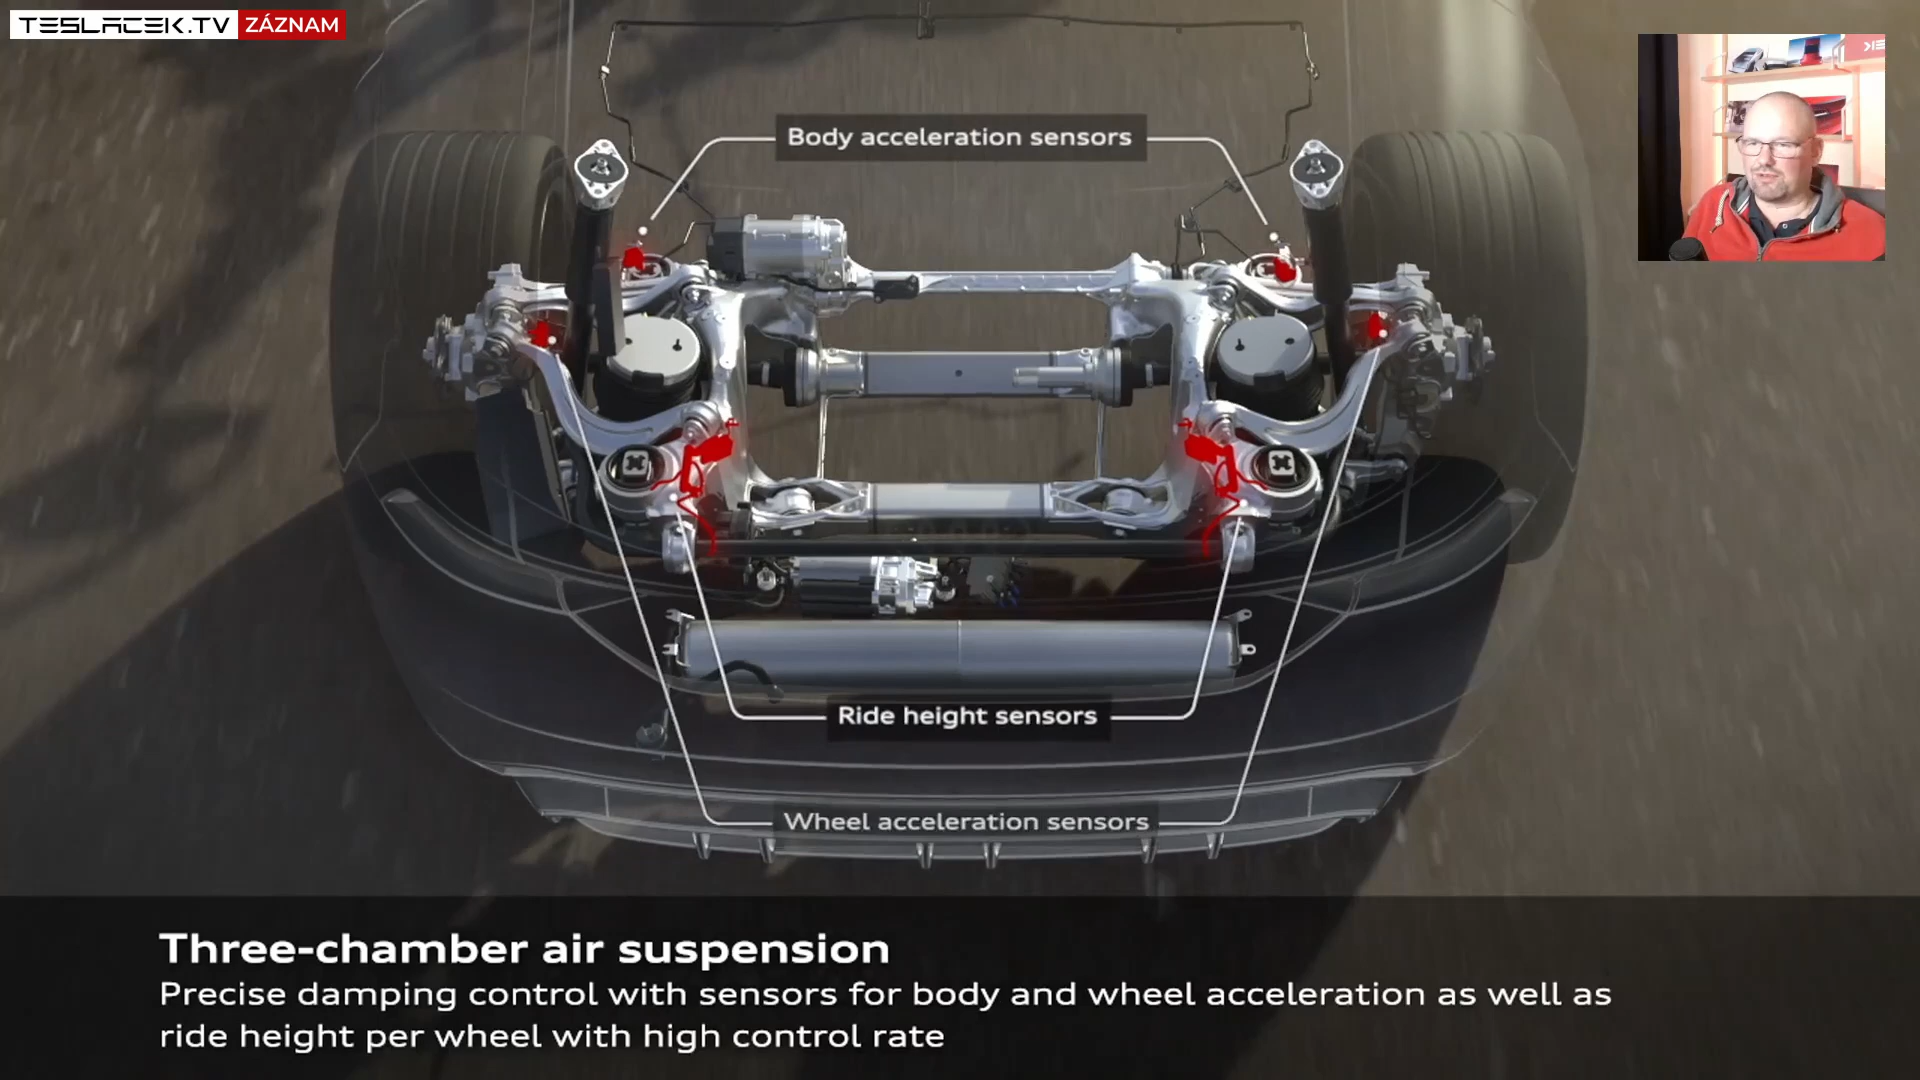 TESLACEK.TV ZÁZNAM
Body acceleration sensors
Ride height sensors
Wheel acceleration sensors
Three-chamber air suspension
Precise damping control with sensors for body and wheel acceleration as well as
ride height per wheel with high control rate